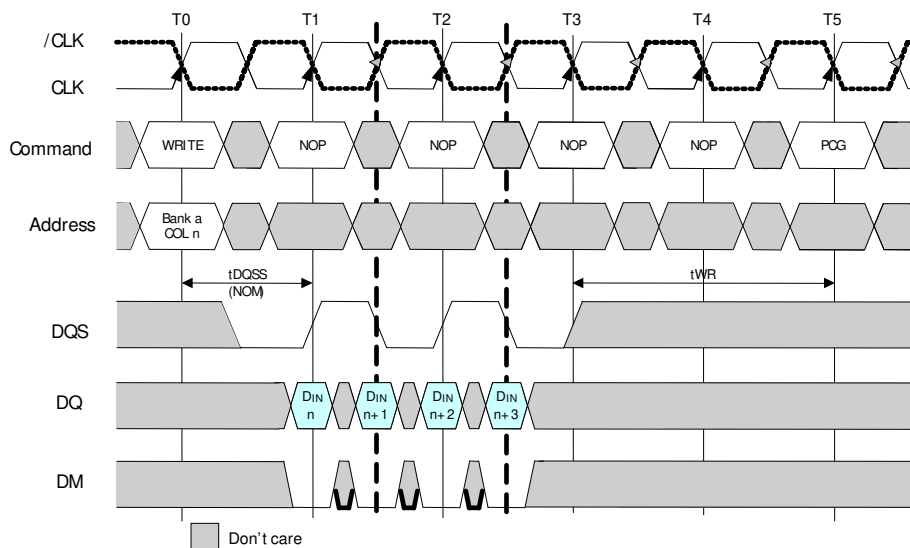 T0 T1 T2 T3 T4 T5
/CLK
CLK
Command WRITE NOP NOP NOP NOP PCG
Address Bank a
COL n
tDQSS
(NOM)
tWR
DQS
DQ DIN DIN DIN DIN
n n+1 n+2 n+3
DM
Don't care